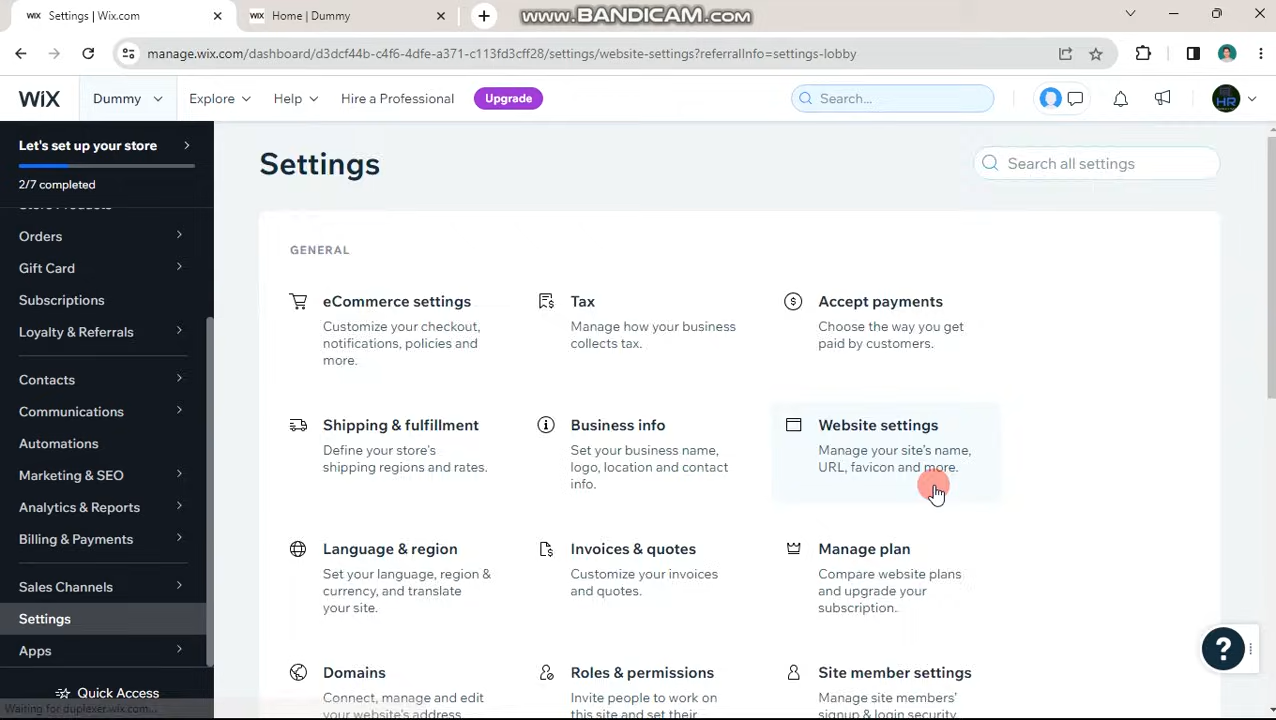 Settings | Wix.com
WIX Home | Dummy
www.BANDICAM.com
manage.wix.com/dashboard/d3dcf44b-c4f6-4dfe-a371-c113fd3cff28/settings/website-settings?referralInfo=settings-lobby
WiX Dummy Explore Help Hire a Professional Upgrade Search...
Let's set up your store
2/7 completed
Store Products
Orders
Gift Card
Subscriptions
Loyalty & Referrals
Contacts
Communications
Automations
Marketing & SEO
Analytics & Reports
Billing & Payments
Sales Channels
Settings
Apps
Quick Access
Waiting for duplexer.wix.com...
Settings
Search all settings
GENERAL
eCommerce settings
Customize your checkout,
notifications, policies and
more.
Tax
Manage how your business
collects tax.
Accept payments
Choose the way you get
paid by customers.
Shipping & fulfillment
Define your store's
shipping regions and rates.
Business info
Set your business name,
logo, location and contact
info.
Website settings
Manage your site's name,
URL, favicon and more.
Language & region
Set your language, region &
currency, and translate
your site.
Invoices & quotes
Customize your invoices
and quotes.
Manage plan
Compare website plans
and upgrade your
subscription.
Domains
Connect, manage and edit
your website's address
Roles & permissions
Invite people to work on
this site and set their
Site member settings
Manage site members'
signup & login security
?